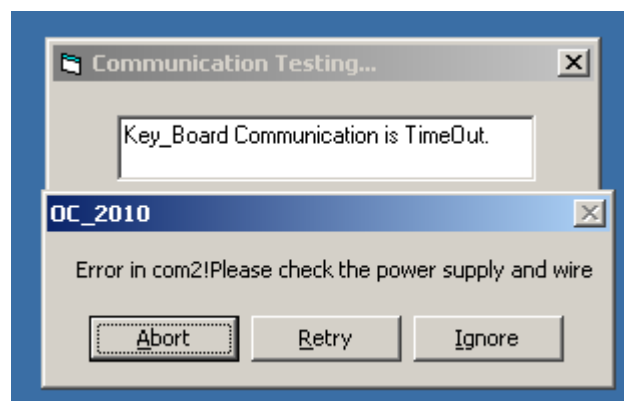 Communication Testing...
Key_Board Communication is TimeOut.
OC_2010
Error in com2!Please check the power supply and wire
Abort Retry Ignore